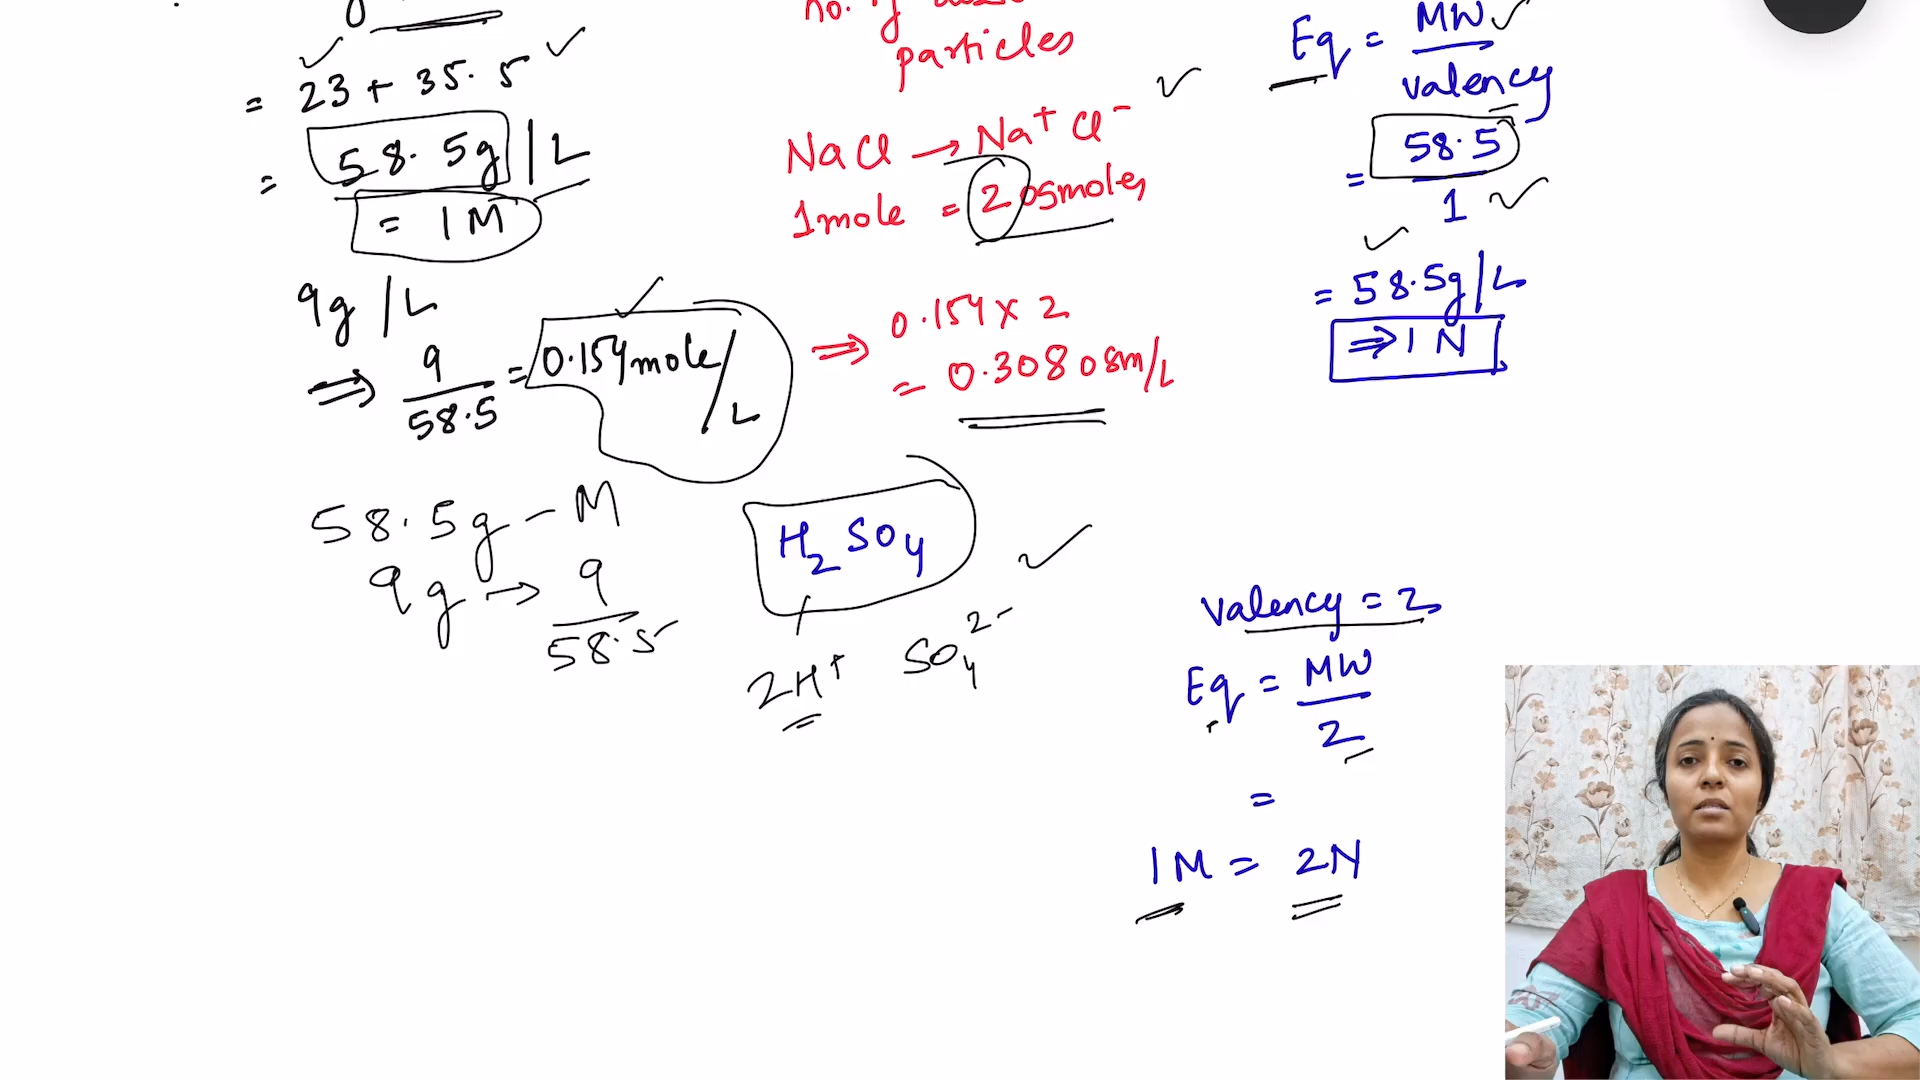 = 23 + 35.5
= 58.5g | L
= 1M
9g / L
⇒ 9/58.5 = 0.154 mole / L
58.5g - M
9g → 9/58.5
particles
NaCl → Na⁺ Cl⁻
1mole = 2 osmoles
⇒ 0.154 x 2
= 0.308 Osm/L
H₂SO₄
2H⁺ SO₄²⁻
Eq = MW/valency
= 58.5/1
= 58.5g/L
⇒ 1 N
Valency = 2
Eq = MW/2
=
1M = 2N